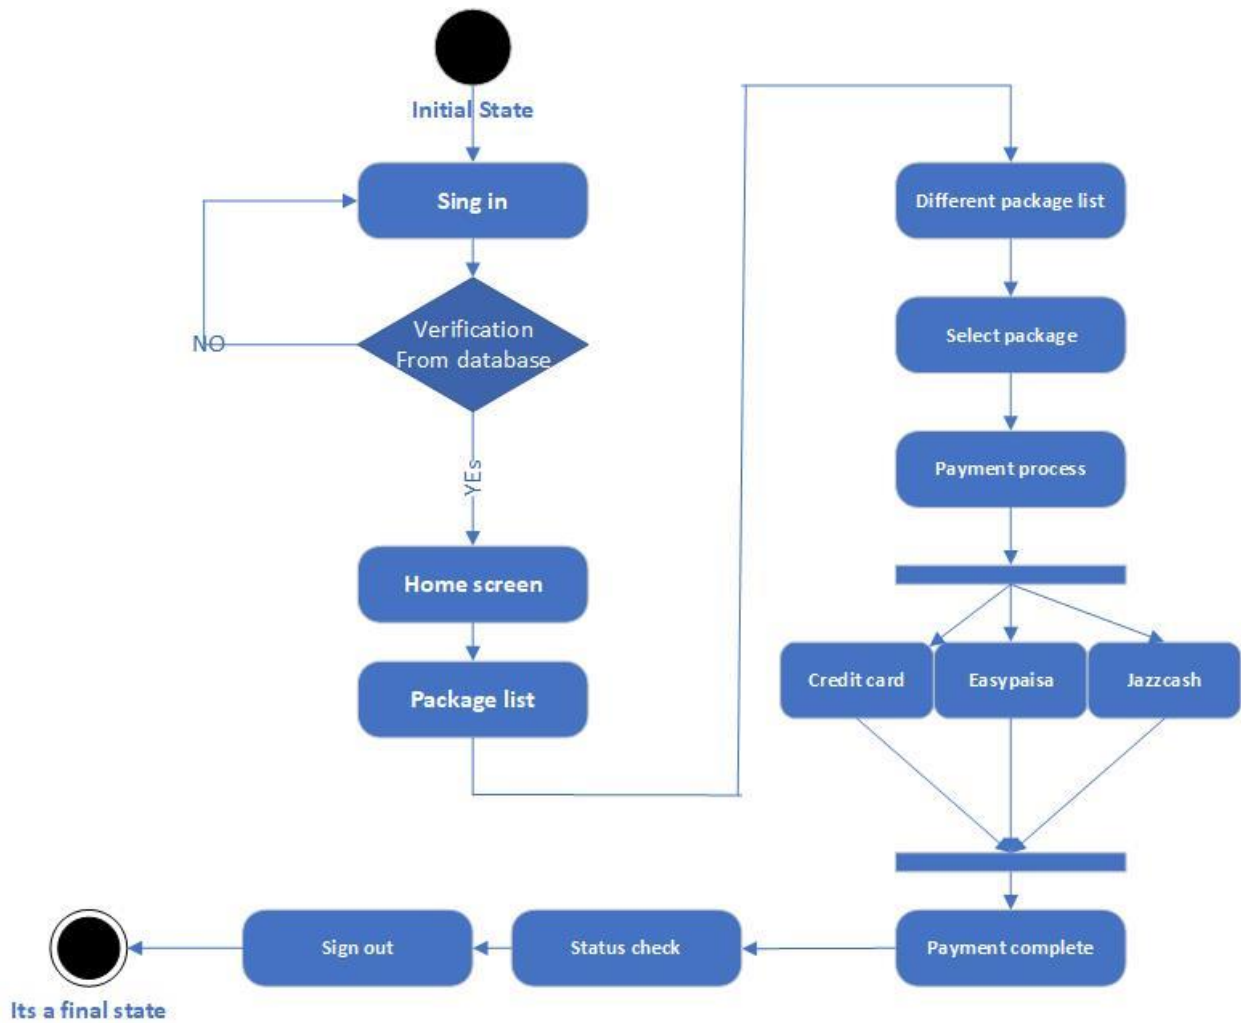 Initial State
Sing in
Verification
From database
NO
YEs
Home screen
Package list
Different package list
Select package
Payment process
Credit card
Easypaisa
Jazzcash
Payment complete
Status check
Sign out
Its a final state